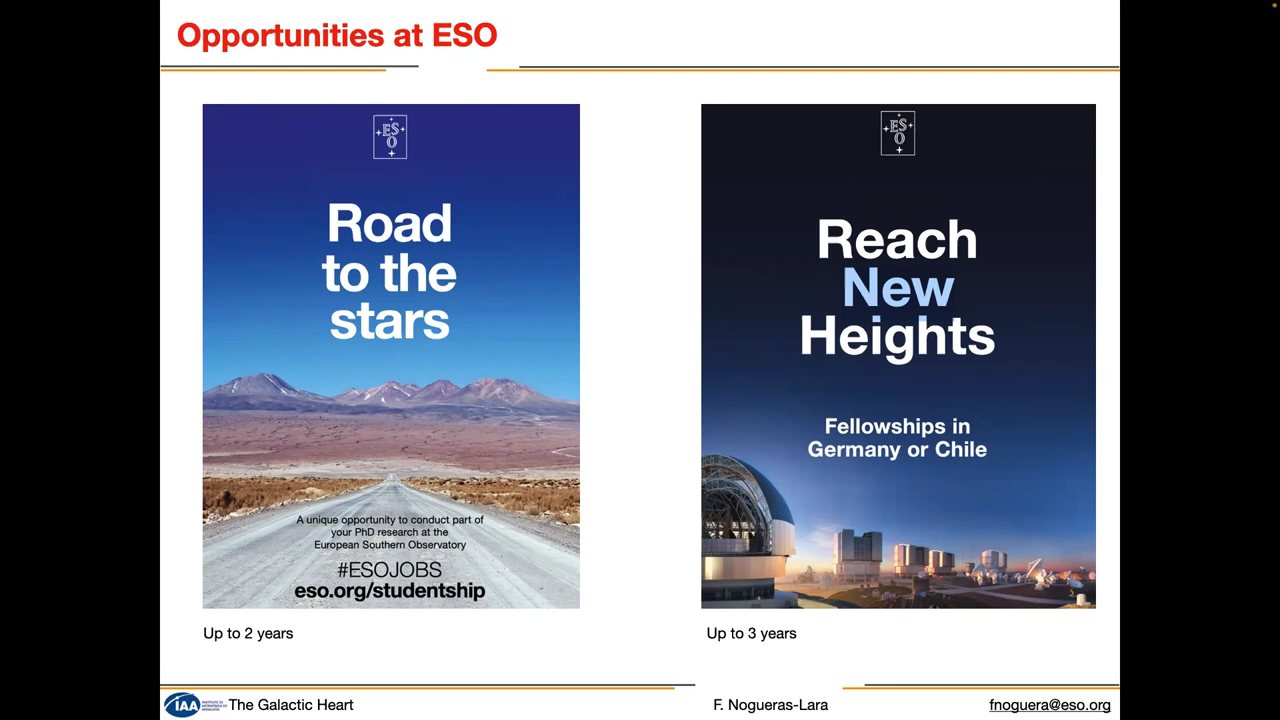 Opportunities at ESO
ES
O
Road
to the
stars
A unique opportunity to conduct part of
your PhD research at the
European Southern Observatory
#ESOJOBS
eso.org/studentship
Up to 2 years
ES
O
Reach
New
Heights
Fellowships in
Germany or Chile
Up to 3 years
IAA
The Galactic Heart
F. Nogueras-Lara
fnoguera@eso.org